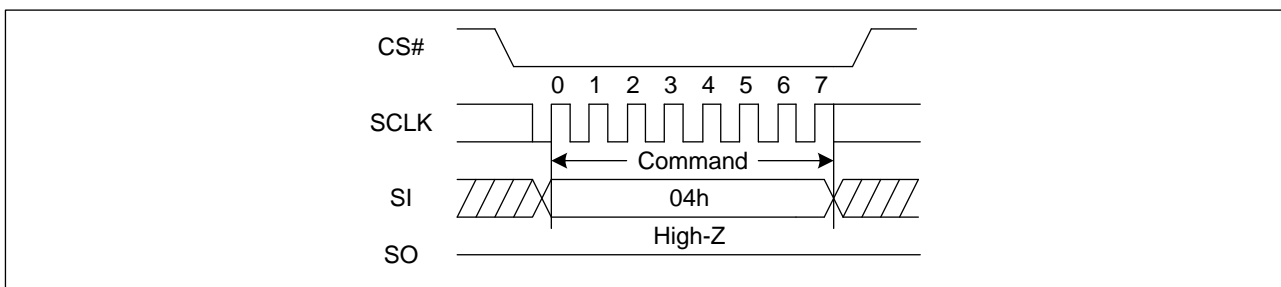 CS#
0 1 2 3 4 5 6 7
SCLK
Command
SI
04h
High-Z
SO